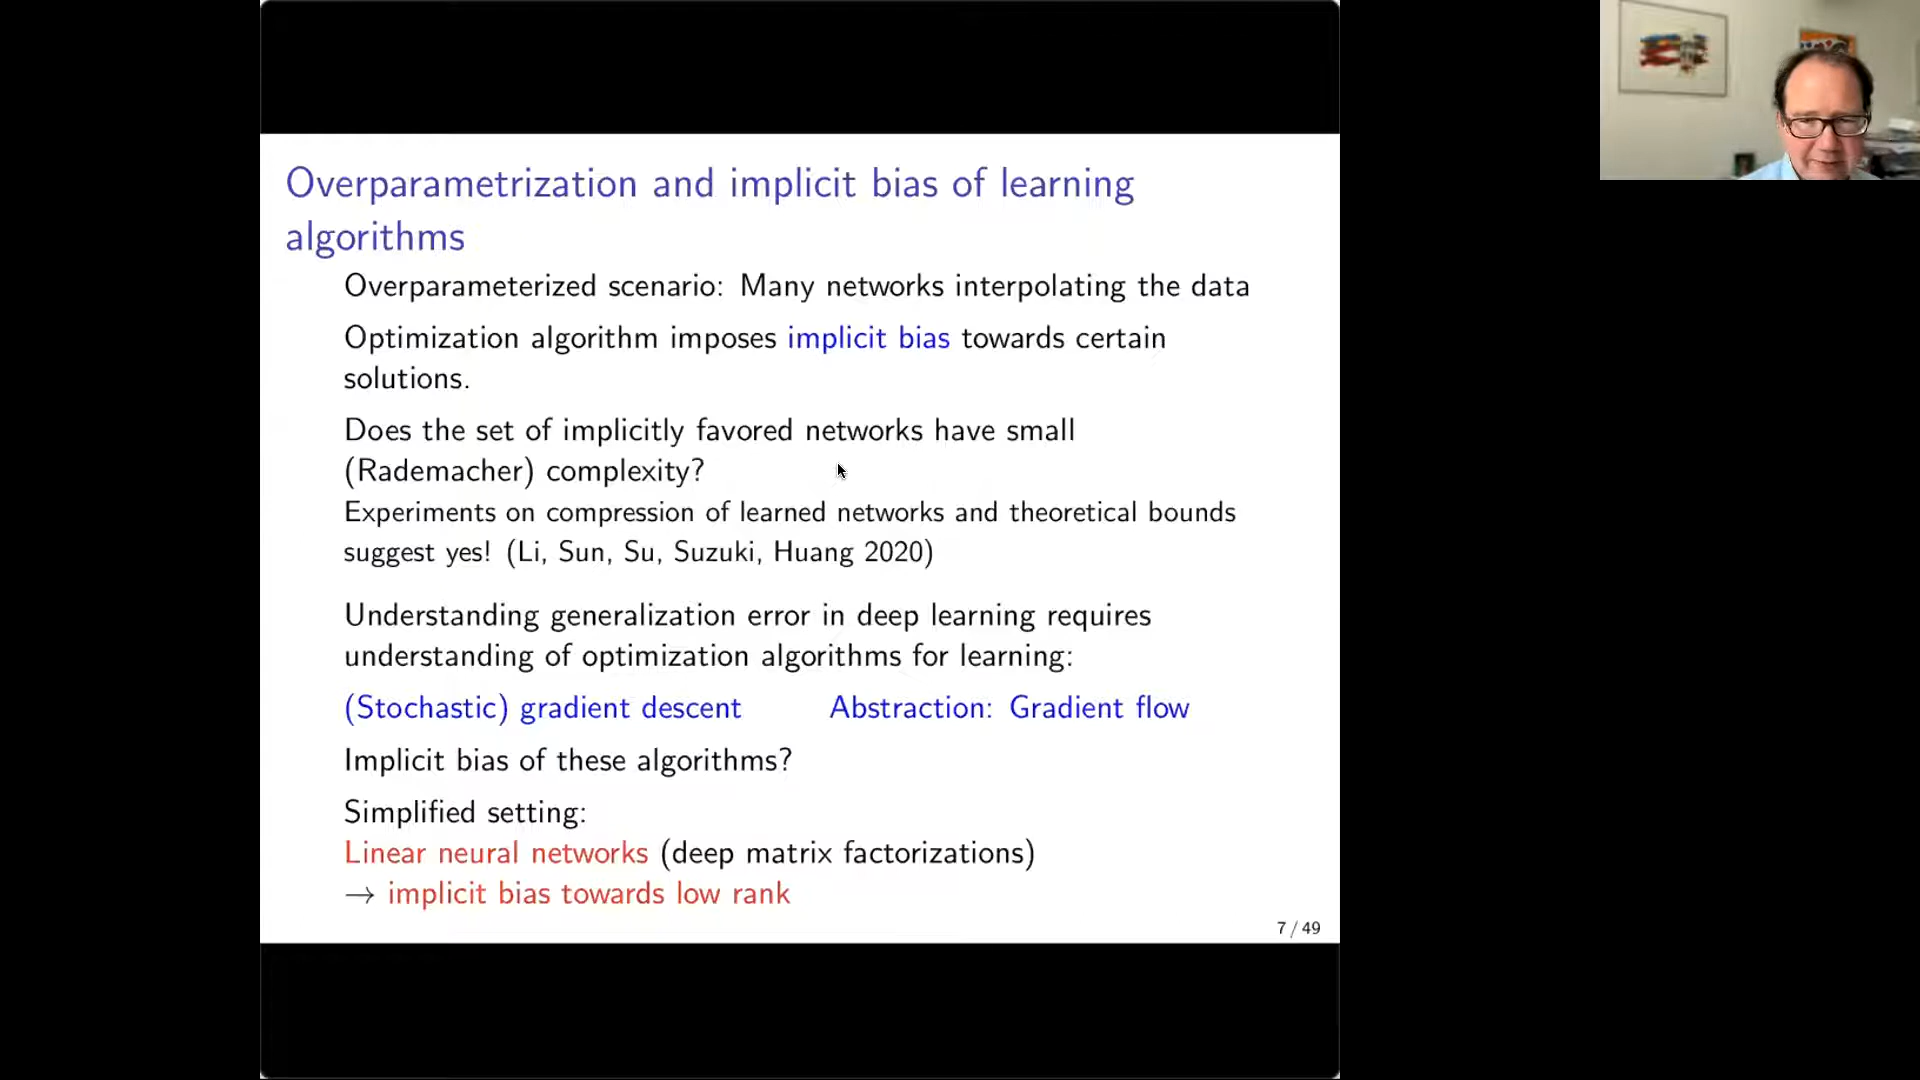 Overparametrization and implicit bias of learning
algorithms
Overparameterized scenario: Many networks interpolating the data
Optimization algorithm imposes implicit bias towards certain
solutions.
Does the set of implicitly favored networks have small
(Rademacher) complexity?
Experiments on compression of learned networks and theoretical bounds
suggest yes! (Li, Sun, Su, Suzuki, Huang 2020)
Understanding generalization error in deep learning requires
understanding of optimization algorithms for learning:
(Stochastic) gradient descent Abstraction: Gradient flow
Implicit bias of these algorithms?
Simplified setting:
Linear neural networks (deep matrix factorizations)
→ implicit bias towards low rank
7 / 49